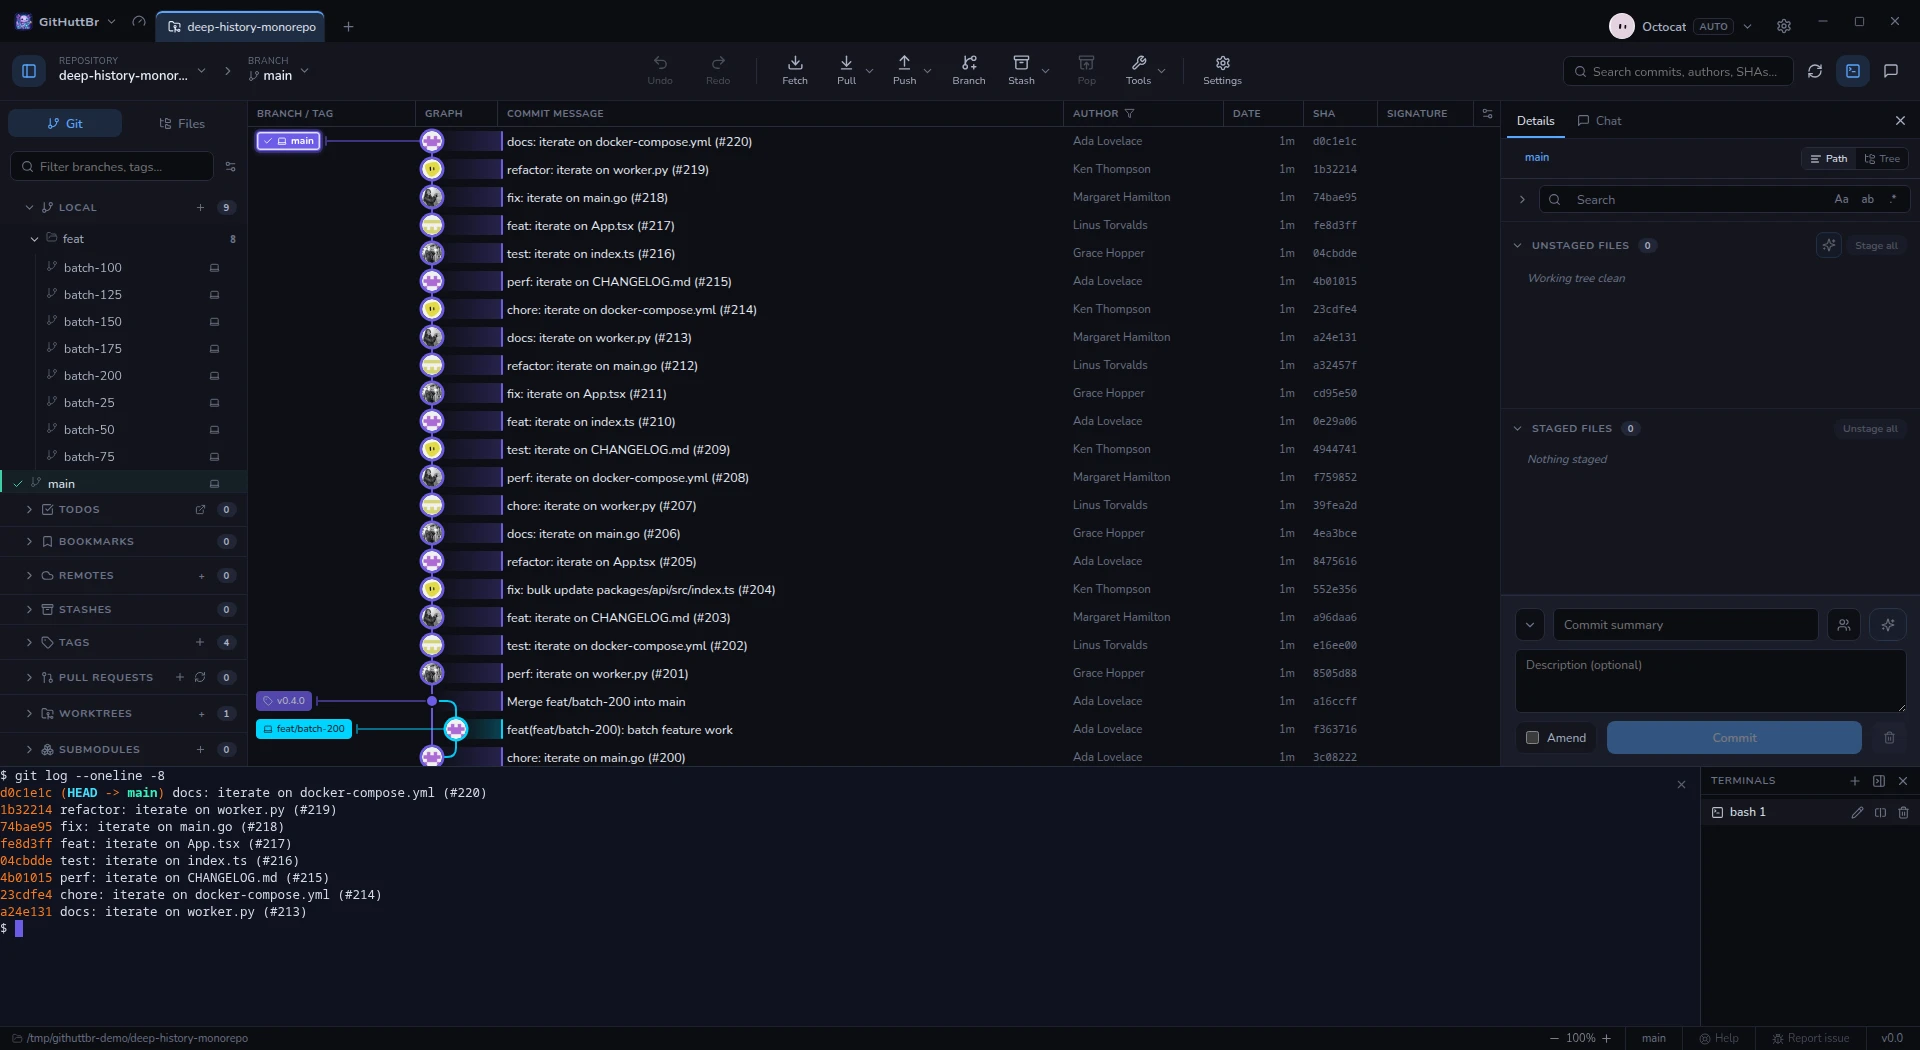 GitHuttBr
deep-history-monorepo
Octocat AUTO
REPOSITORY
deep-history-monor...
BRANCH
main
Undo
Redo
Fetch
Pull
Push
Branch
Stash
Pop
Tools
Settings
Search commits, authors, SHAs...
Git
Files
Filter branches, tags...
LOCAL 9
feat 8
batch-100
batch-125
batch-150
batch-175
batch-200
batch-25
batch-50
batch-75
main
TODOS 0
BOOKMARKS 0
REMOTES 0
STASHES 0
TAGS 4
PULL REQUESTS 0
WORKTREES 1
SUBMODULES 0
BRANCH / TAG GRAPH COMMIT MESSAGE AUTHOR DATE SHA SIGNATURE
main docs: iterate on docker-compose.yml (#220) Ada Lovelace 1m d0c1e1c
refactor: iterate on worker.py (#219) Ken Thompson 1m 1b32214
fix: iterate on main.go (#218) Margaret Hamilton 1m 74bae95
feat: iterate on App.tsx (#217) Linus Torvalds 1m fe8d3ff
test: iterate on index.ts (#216) Grace Hopper 1m 04cbdde
perf: iterate on CHANGELOG.md (#215) Ada Lovelace 1m 4b01015
chore: iterate on docker-compose.yml (#214) Ken Thompson 1m 23cdfe4
docs: iterate on worker.py (#213) Margaret Hamilton 1m a24e131
refactor: iterate on main.go (#212) Linus Torvalds 1m a32457f
fix: iterate on App.tsx (#211) Grace Hopper 1m cd95e50
feat: iterate on index.ts (#210) Ada Lovelace 1m 0e29a06
test: iterate on CHANGELOG.md (#209) Ken Thompson 1m 4944741
perf: iterate on docker-compose.yml (#208) Margaret Hamilton 1m f759852
chore: iterate on worker.py (#207) Linus Torvalds 1m 39fea2d
docs: iterate on main.go (#206) Grace Hopper 1m 4ea3bce
refactor: iterate on App.tsx (#205) Ada Lovelace 1m 8475616
fix: bulk update packages/api/src/index.ts (#204) Ken Thompson 1m 552e356
feat: iterate on CHANGELOG.md (#203) Margaret Hamilton 1m a96daa6
test: iterate on docker-compose.yml (#202) Linus Torvalds 1m e16ee00
perf: iterate on worker.py (#201) Grace Hopper 1m 8505d88
v0.4.0 Merge feat/batch-200 into main Ada Lovelace 1m a16ccff
feat/batch-200 feat(feat/batch-200): batch feature work Ada Lovelace 1m f363716
chore: iterate on main.go (#200) Ada Lovelace 1m 3c08222
Details
Chat
main
Path
Tree
Search Aa ab .*
UNSTAGED FILES 0 Stage all
Working tree clean
STAGED FILES 0 Unstage all
Nothing staged
Commit summary
Description (optional)
Amend
Commit
$ git log --oneline -8
d0c1e1c (HEAD -> main) docs: iterate on docker-compose.yml (#220)
1b32214 refactor: iterate on worker.py (#219)
74bae95 fix: iterate on main.go (#218)
fe8d3ff feat: iterate on App.tsx (#217)
04cbdde test: iterate on index.ts (#216)
4b01015 perf: iterate on CHANGELOG.md (#215)
23cdfe4 chore: iterate on docker-compose.yml (#214)
a24e131 docs: iterate on worker.py (#213)
$
TERMINALS
bash 1
/tmp/githuttbr-demo/deep-history-monorepo
100%
main
Help
Report issue
v0.0